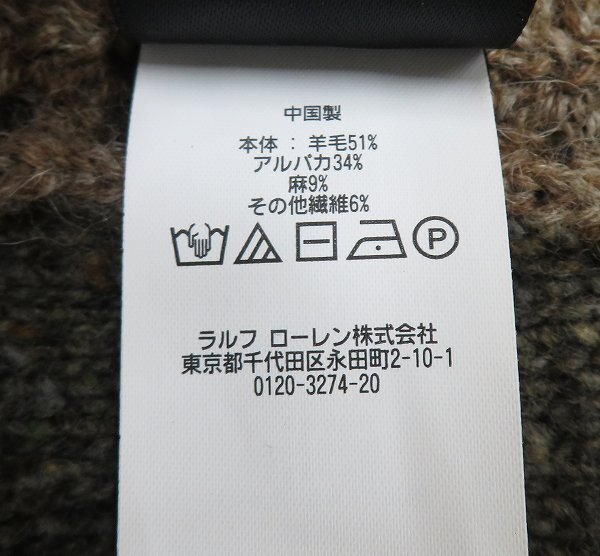 中国製
本体 : 羊毛51%
アルパカ34%
麻9%
その他繊維6%
P
ラルフ ローレン株式会社
東京都千代田区永田町2-10-1
0120-3274-20